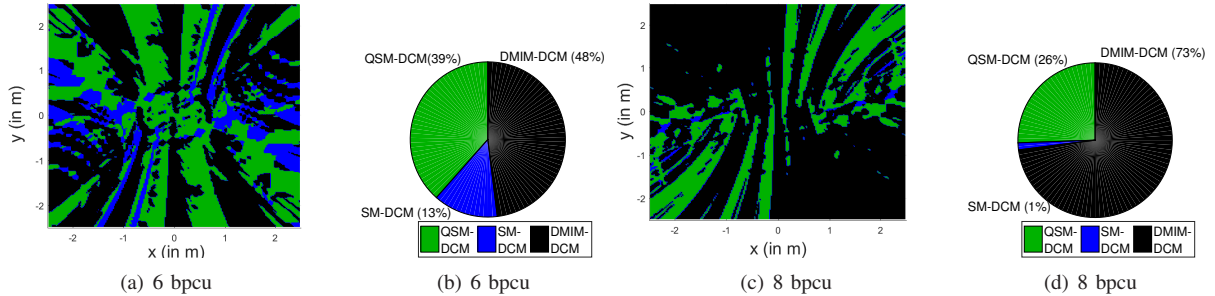 2
1
0
-1
-2
y (in m)
-2 -1 0 1 2
x (in m)
(a) 6 bpcu
QSM-DCM(39%)
DMIM-DCM (48%)
SM-DCM (13%)
QSM-DCM
SM-DCM
DMIM-DCM
(b) 6 bpcu
2
1
0
-1
-2
y (in m)
-2 -1 0 1 2
x (in m)
(c) 8 bpcu
QSM-DCM (26%)
DMIM-DCM (73%)
SM-DCM (1%)
QSM-DCM
SM-DCM
DMIM-DCM
(d) 8 bpcu